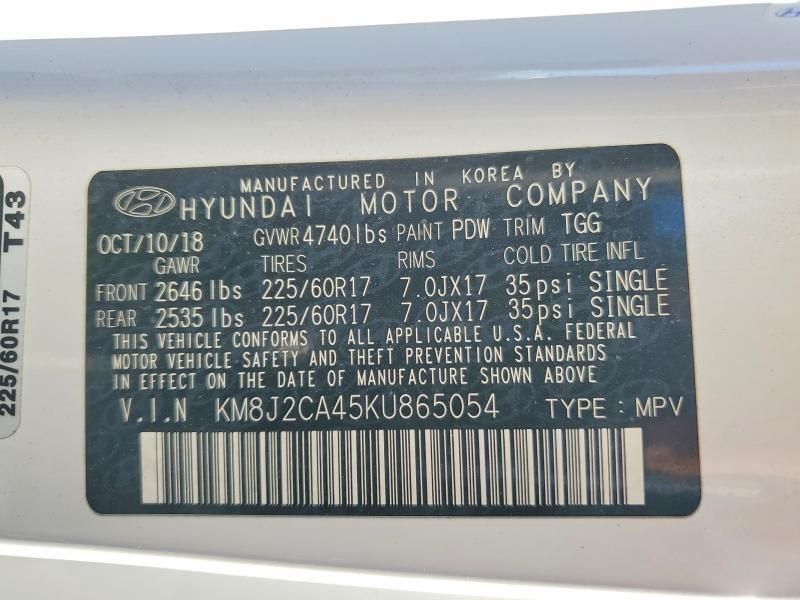 225/60R17 T43
MANUFACTURED IN KOREA BY
HYUNDAI MOTOR COMPANY
OCT/10/18 GVWR4740lbs PAINT PDW TRIM TGG
GAWR TIRES RIMS COLD TIRE INFL
FRONT 2646lbs 225/60R17 7.0JX17 35psi SINGLE
REAR 2535lbs 225/60R17 7.0JX17 35psi SINGLE
THIS VEHICLE CONFORMS TO ALL APPLICABLE U.S.A. FEDERAL
MOTOR VEHICLE SAFETY AND THEFT PREVENTION STANDARDS
IN EFFECT ON THE DATE OF MANUFACTURE SHOWN ABOVE
V.I.N KM8J2CA45KU865054 TYPE : MPV